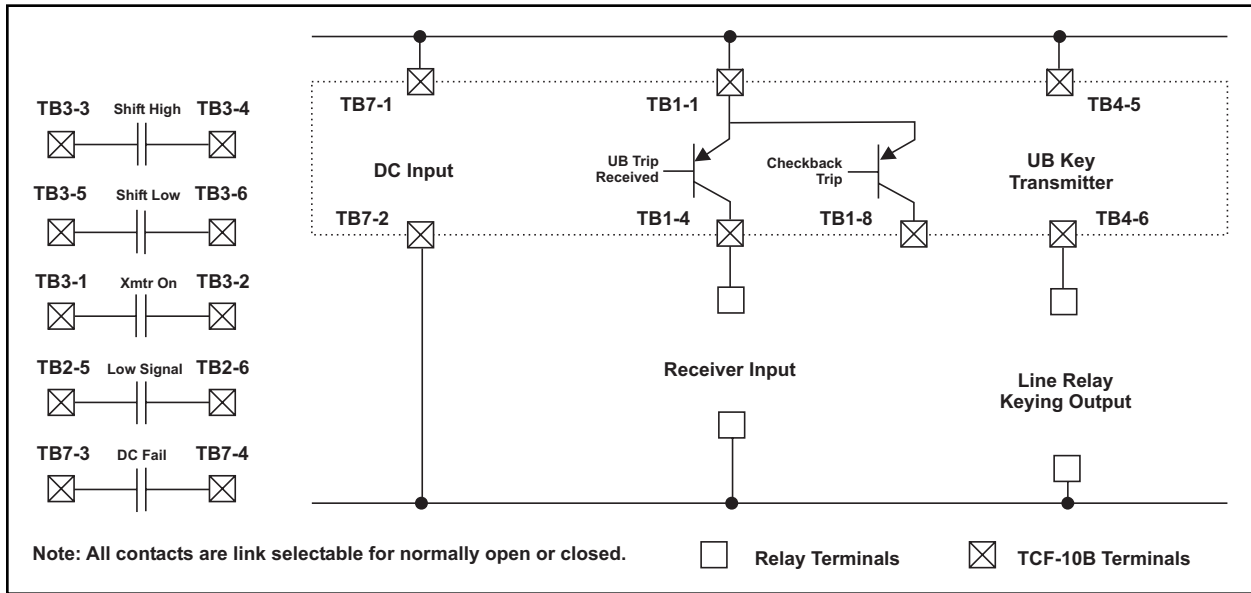 TB3-3 Shift High TB3-4
TB3-5 Shift Low TB3-6
TB3-1 Xmtr On TB3-2
TB2-5 Low Signal TB2-6
TB7-3 DC Fail TB7-4
TB7-1
DC Input
TB7-2
TB1-1
UB Trip
Received
TB1-4
Checkback
Trip
TB1-8
TB4-5
UB Key
Transmitter
TB4-6
Receiver Input
Line Relay
Keying Output
Note: All contacts are link selectable for normally open or closed.
Relay Terminals
TCF-10B Terminals